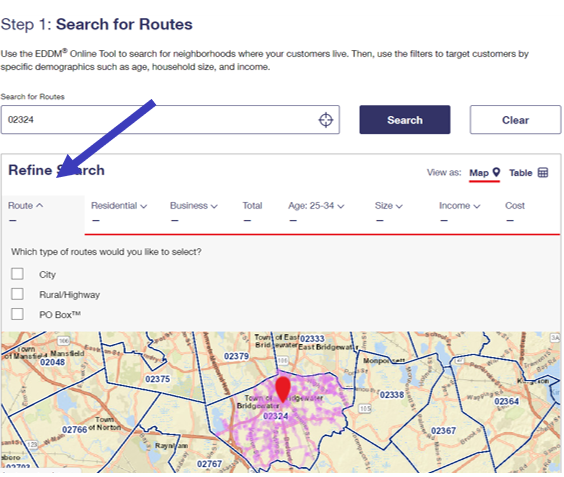 Step 1: Search for Routes
Use the EDDM® Online Tool to search for neighborhoods where your customers live. Then, use the filters to target customers by
specific demographics such as age, household size, and income.
Search for Routes
02324
Search
Clear
Refine Search
View as: Map Table
Route Residential Business Total Age: 25-34 Size Income Cost
– – – – – – – –
Which type of routes would you like to select?
City
Rural/Highway
PO Box™
Town of East 02333
Bridgewater East Bridgewater
106
3A
Town
of Mansfield Mansfield
02048
02379
106
Monponsett
02375
Town of Bridgewater
Bridgewater
02324
02338
02364
106
02766
Town
of Norton
02367
Raynham
123
02767